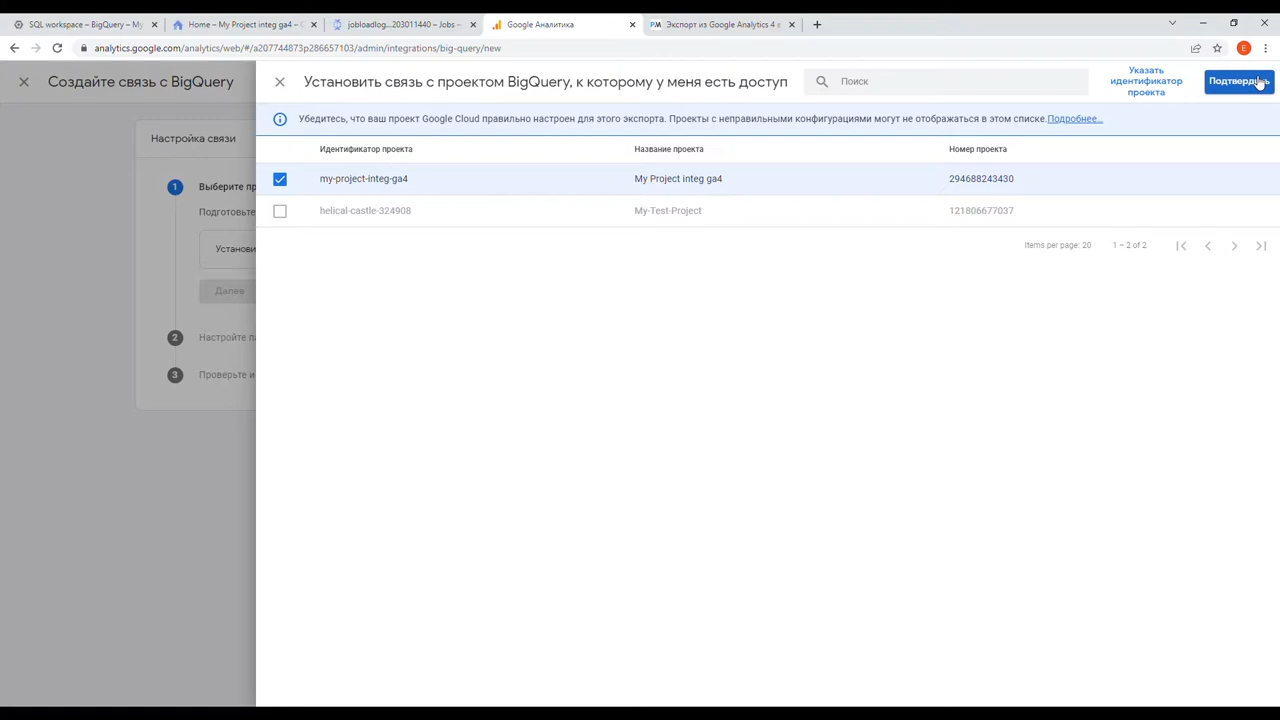 SQL workspace – BigQuery – My
Home – My Project integ ga4 – G
jobloadlog...203011440 – Jobs –
Google Аналитика
PM
Экспорт из Google Analytics 4 в
analytics.google.com/analytics/web/#/a207744873p286657103/admin/integrations/big-query/new
E
Создайте связь с BigQuery
Установить связь с проектом BigQuery, к которому у меня есть доступ
Поиск
Указать
идентификатор
проекта
Подтвердить
Убедитесь, что ваш проект Google Cloud правильно настроен для этого экспорта. Проекты с неправильными конфигурациями могут не отображаться в этом списке.Подробнее...
Настройка связи
Идентификатор проекта
Название проекта
Номер проекта
1
Выберите пр
my-project-integ-ga4
My Project integ ga4
294688243430
Подготовьте
helical-castle-324908
My-Test-Project
121806677037
Установи
Items per page: 20
1 – 2 of 2
Далее
2
Настройте па
3
Проверьте и